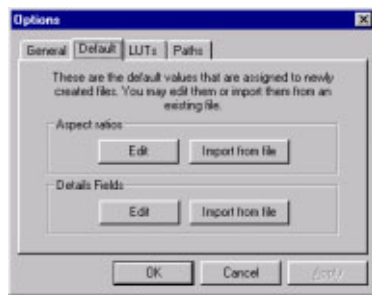 Options
General Default LUTs Paths
These are the default values that are assigned to newly
created files. You may edit them or import them from an
existing file.
Aspect ratios
Edit Import from file
Details Fields
Edit Import from file
OK Cancel Apply